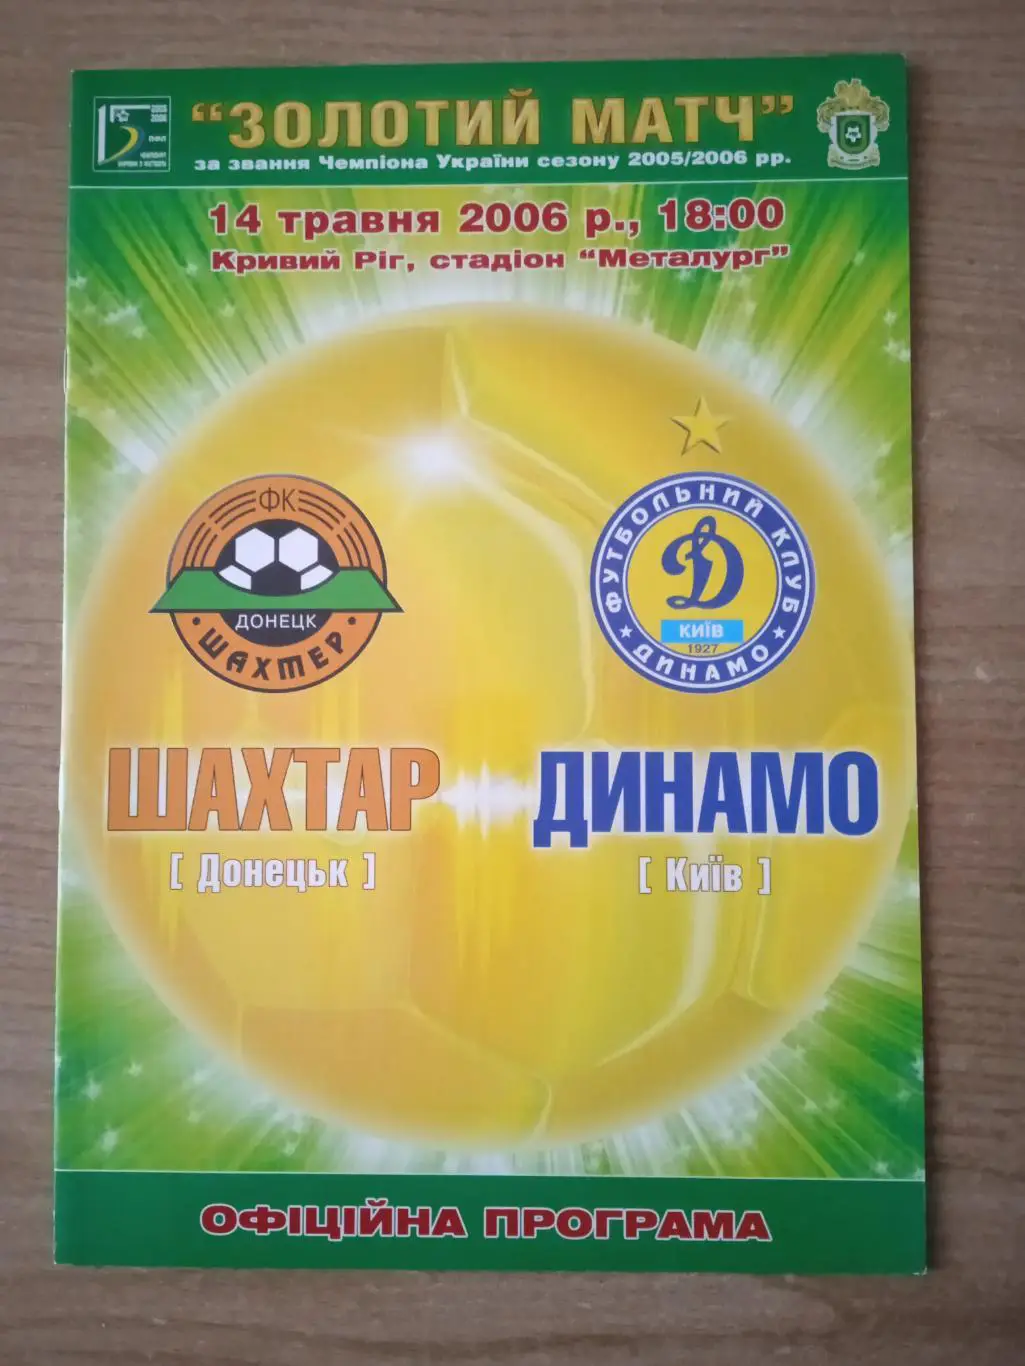 "ЗОЛОТИЙ МАТЧ"
за звання Чемпіона України сезону 2005/2006 рр.
14 травня 2006 р., 18:00
Кривий Ріг, стадіон "Металург"
ФК
ДОНЕЦК
ШАХТЕР
ФУТБОЛЬНИЙ КЛУБ
КИЇВ
1927
ДИНАМО
ШАХТАР
ДИНАМО
[ Донецьк ]
[ Київ ]
ОФІЦІЙНА ПРОГРАМА